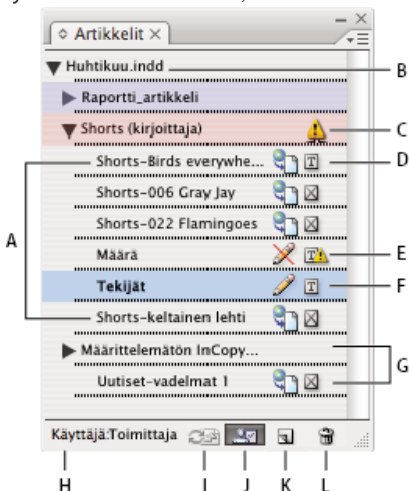 Artikkelit
Huhtikuu.indd
B
Raportti_artikkeli
Shorts (kirjoittaja)
C
Shorts-Birds everywhe...
D
Shorts-006 Gray Jay
A
Shorts-022 Flamingoes
Määrä
E
Tekijät
F
Shorts-keltainen lehti
Määrittelemätön InCopy...
G
Uutiset-vadelmat 1
Käyttäjä:Toimittaja
H I J K L